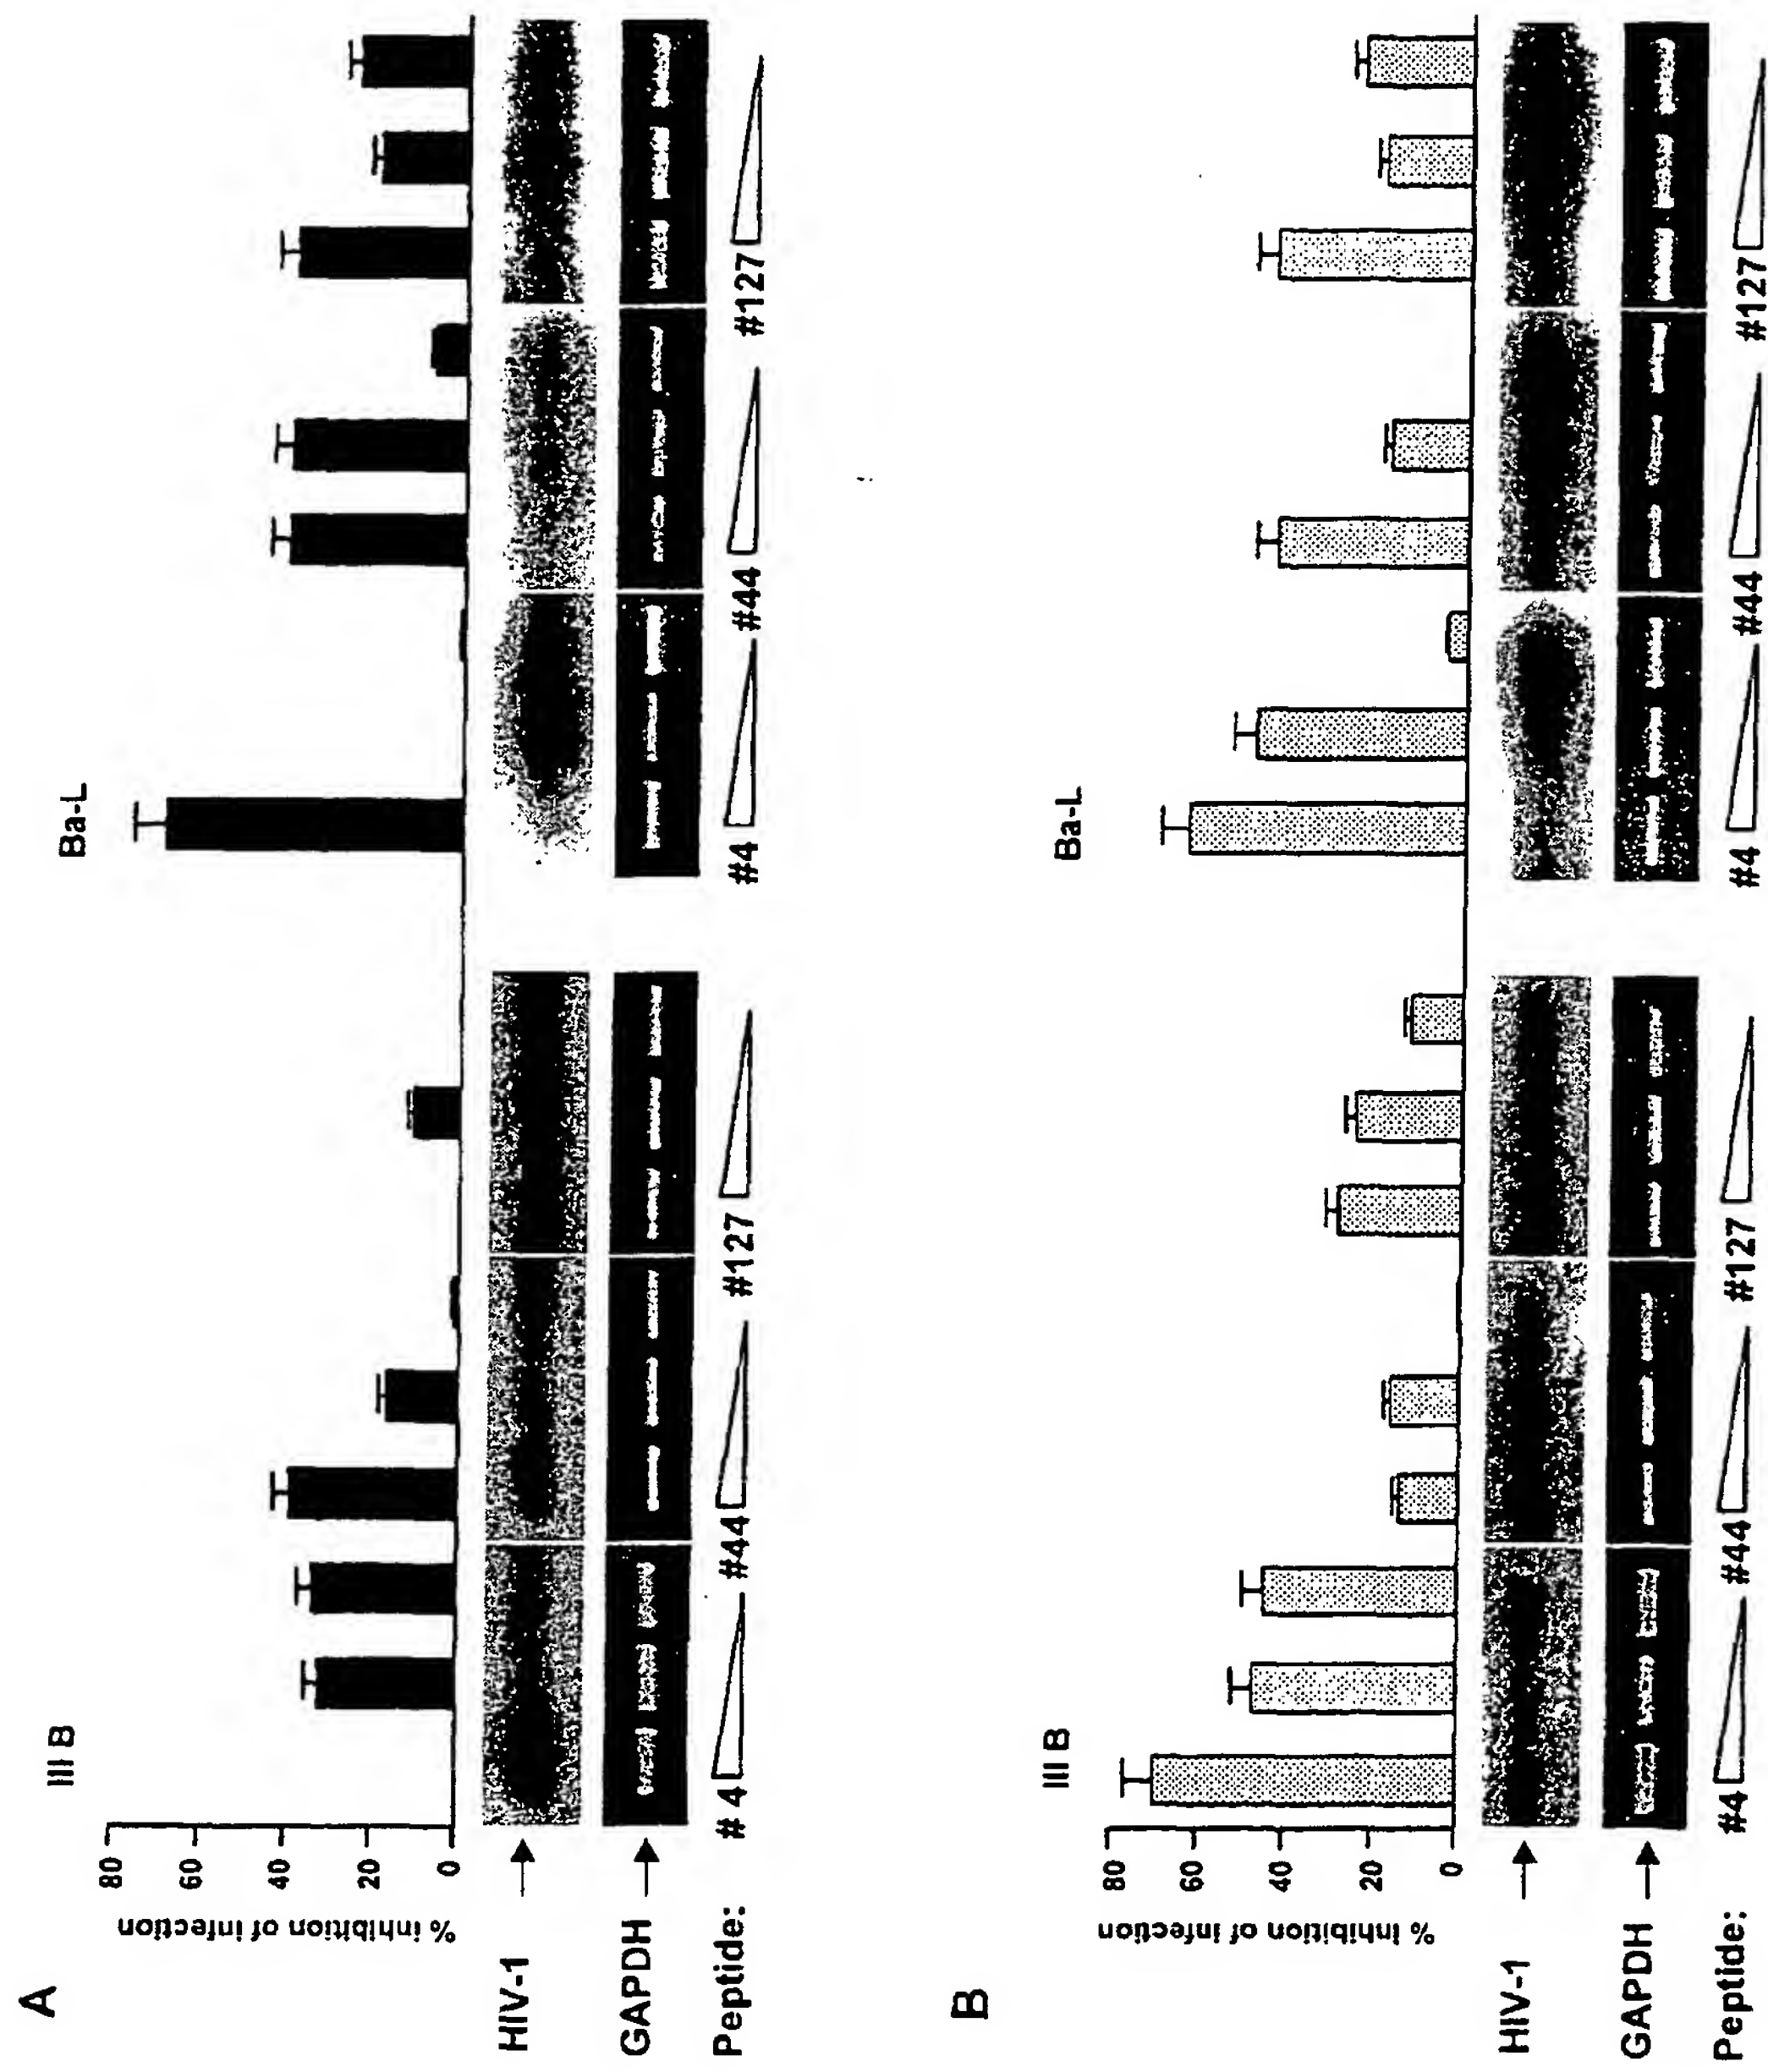 A
III B
Ba-L
% inhibition of infection
80
60
40
20
0
HIV-1
GAPDH
Peptide: # 4 #44 #127 #4 #44 #127
B
III B
Ba-L
% inhibition of infection
80
60
40
20
0
HIV-1
GAPDH
Peptide: #4 #44 #127 #4 #44 #127